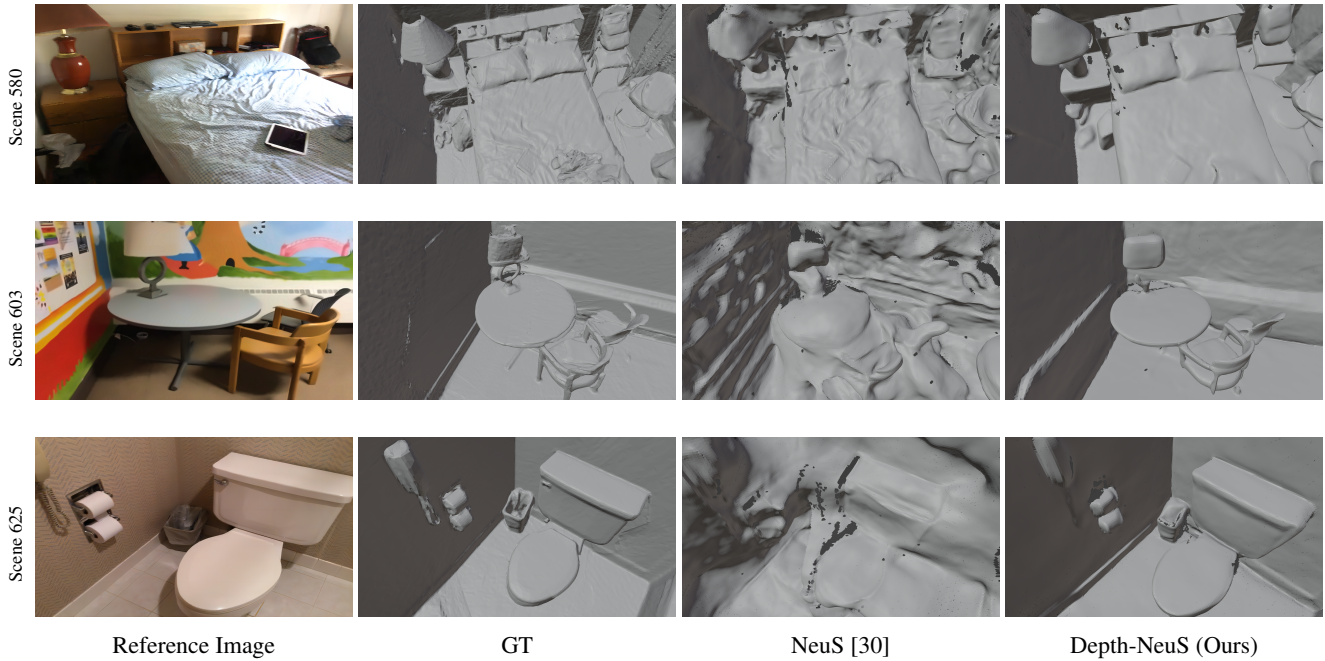 Scene 580
Scene 603
Scene 625
Reference Image
GT
NeuS [30]
Depth-NeuS (Ours)